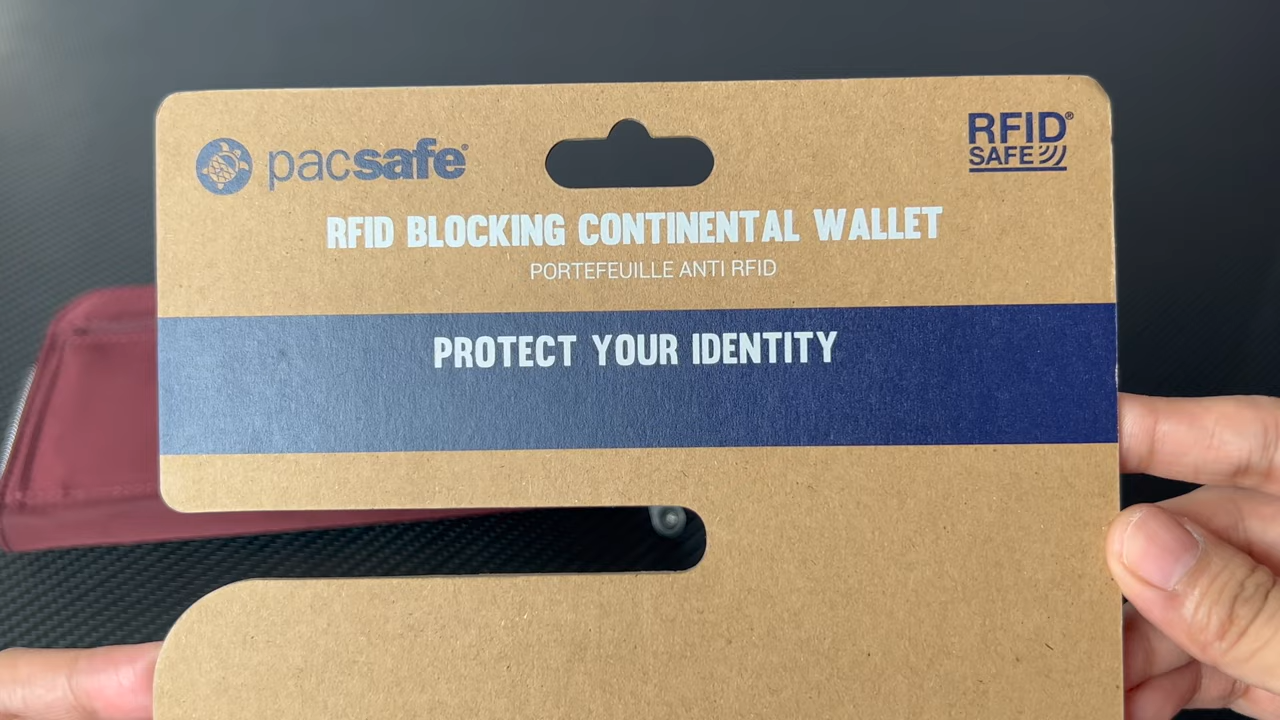 pacsafe®
RFID®
SAFE
RFID BLOCKING CONTINENTAL WALLET
PORTEFEUILLE ANTI RFID
PROTECT YOUR IDENTITY